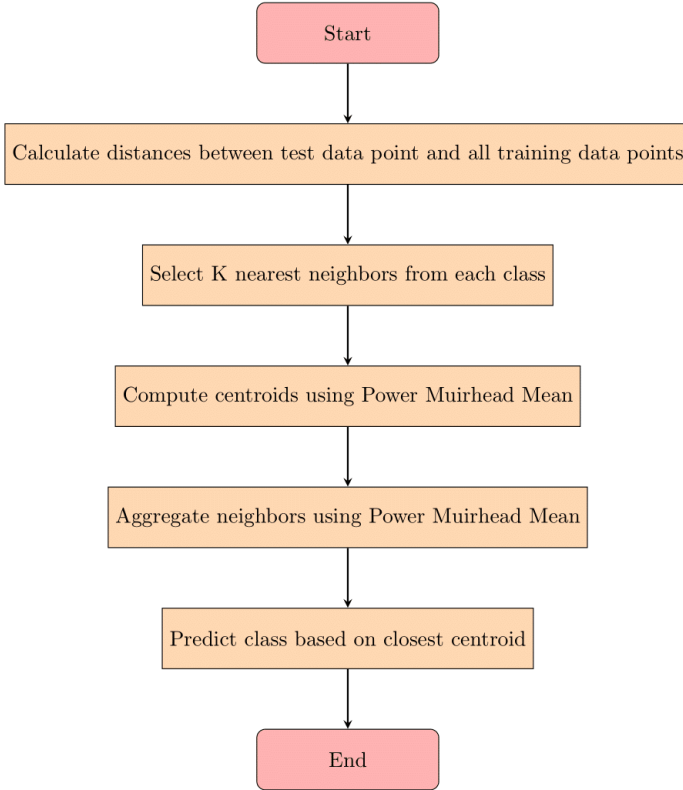 Start
Calculate distances between test data point and all training data points
Select K nearest neighbors from each class
Compute centroids using Power Muirhead Mean
Aggregate neighbors using Power Muirhead Mean
Predict class based on closest centroid
End